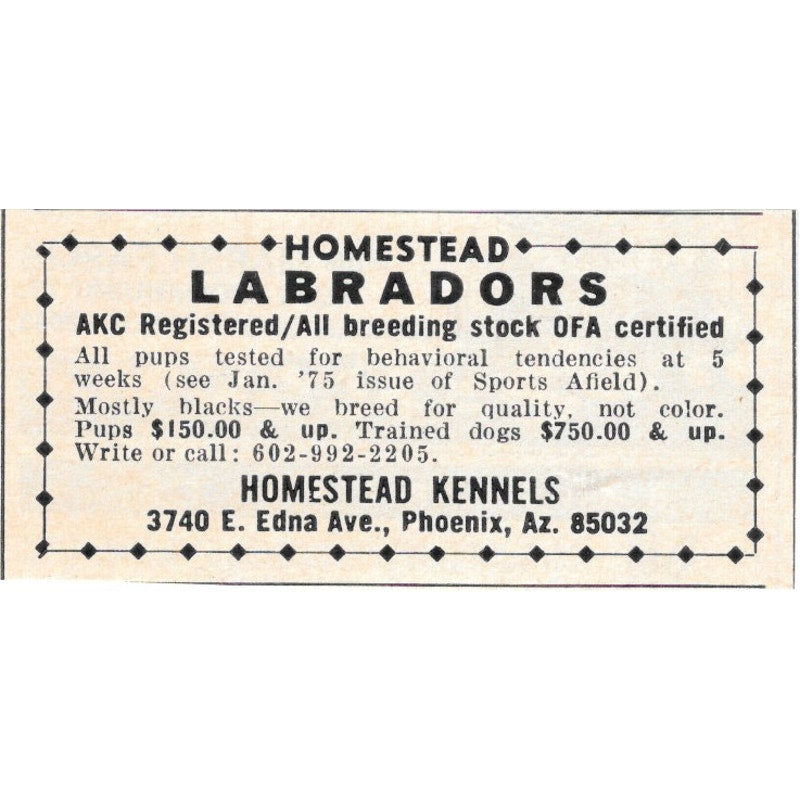 HOMESTEAD
LABRADORS
AKC Registered/All breeding stock OFA certified
All pups tested for behavioral tendencies at 5
weeks (see Jan. '75 issue of Sports Afield).
Mostly blacks—we breed for quality, not color.
Pups $150.00 & up. Trained dogs $750.00 & up.
Write or call: 602-992-2205.
HOMESTEAD KENNELS
3740 E. Edna Ave., Phoenix, Az. 85032